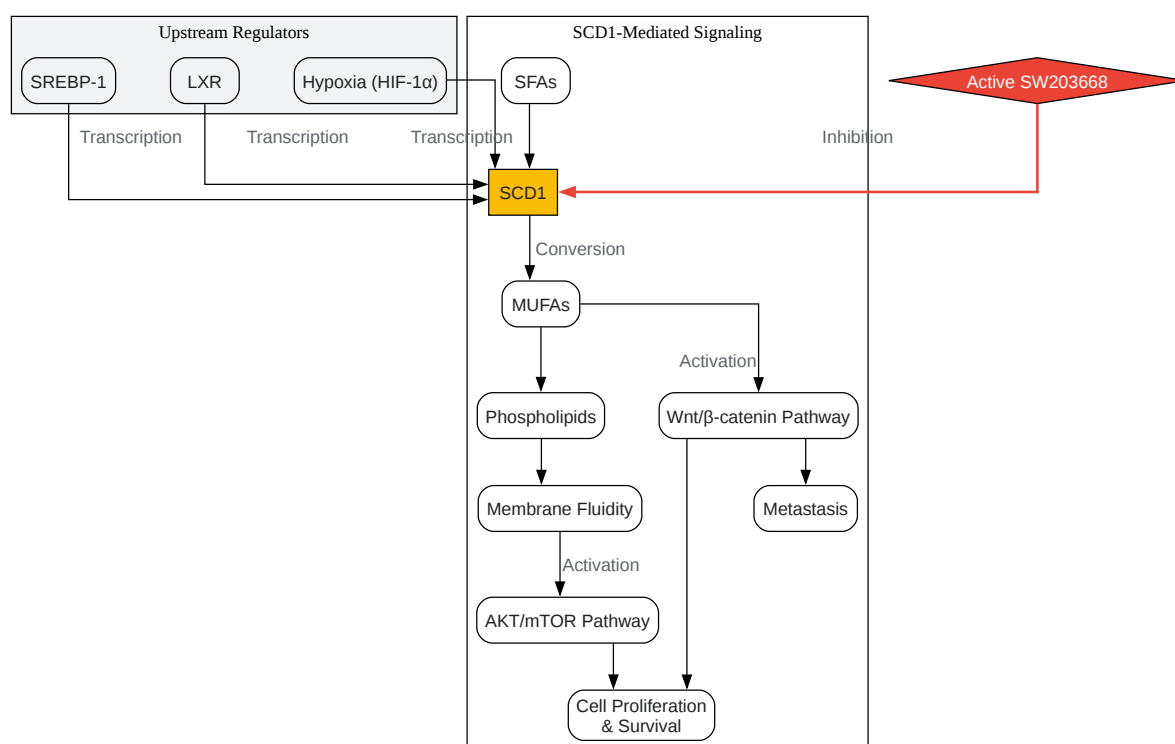 Upstream Regulators
SCD1-Mediated Signaling
SREBP-1
LXR
Hypoxia (HIF-1α)
SFAs
Active SW203668
Transcription
Transcription
Transcription
Inhibition
SCD1
Conversion
MUFAs
Activation
Phospholipids
Wnt/β-catenin Pathway
Membrane Fluidity
Metastasis
Activation
AKT/mTOR Pathway
Cell Proliferation
& Survival